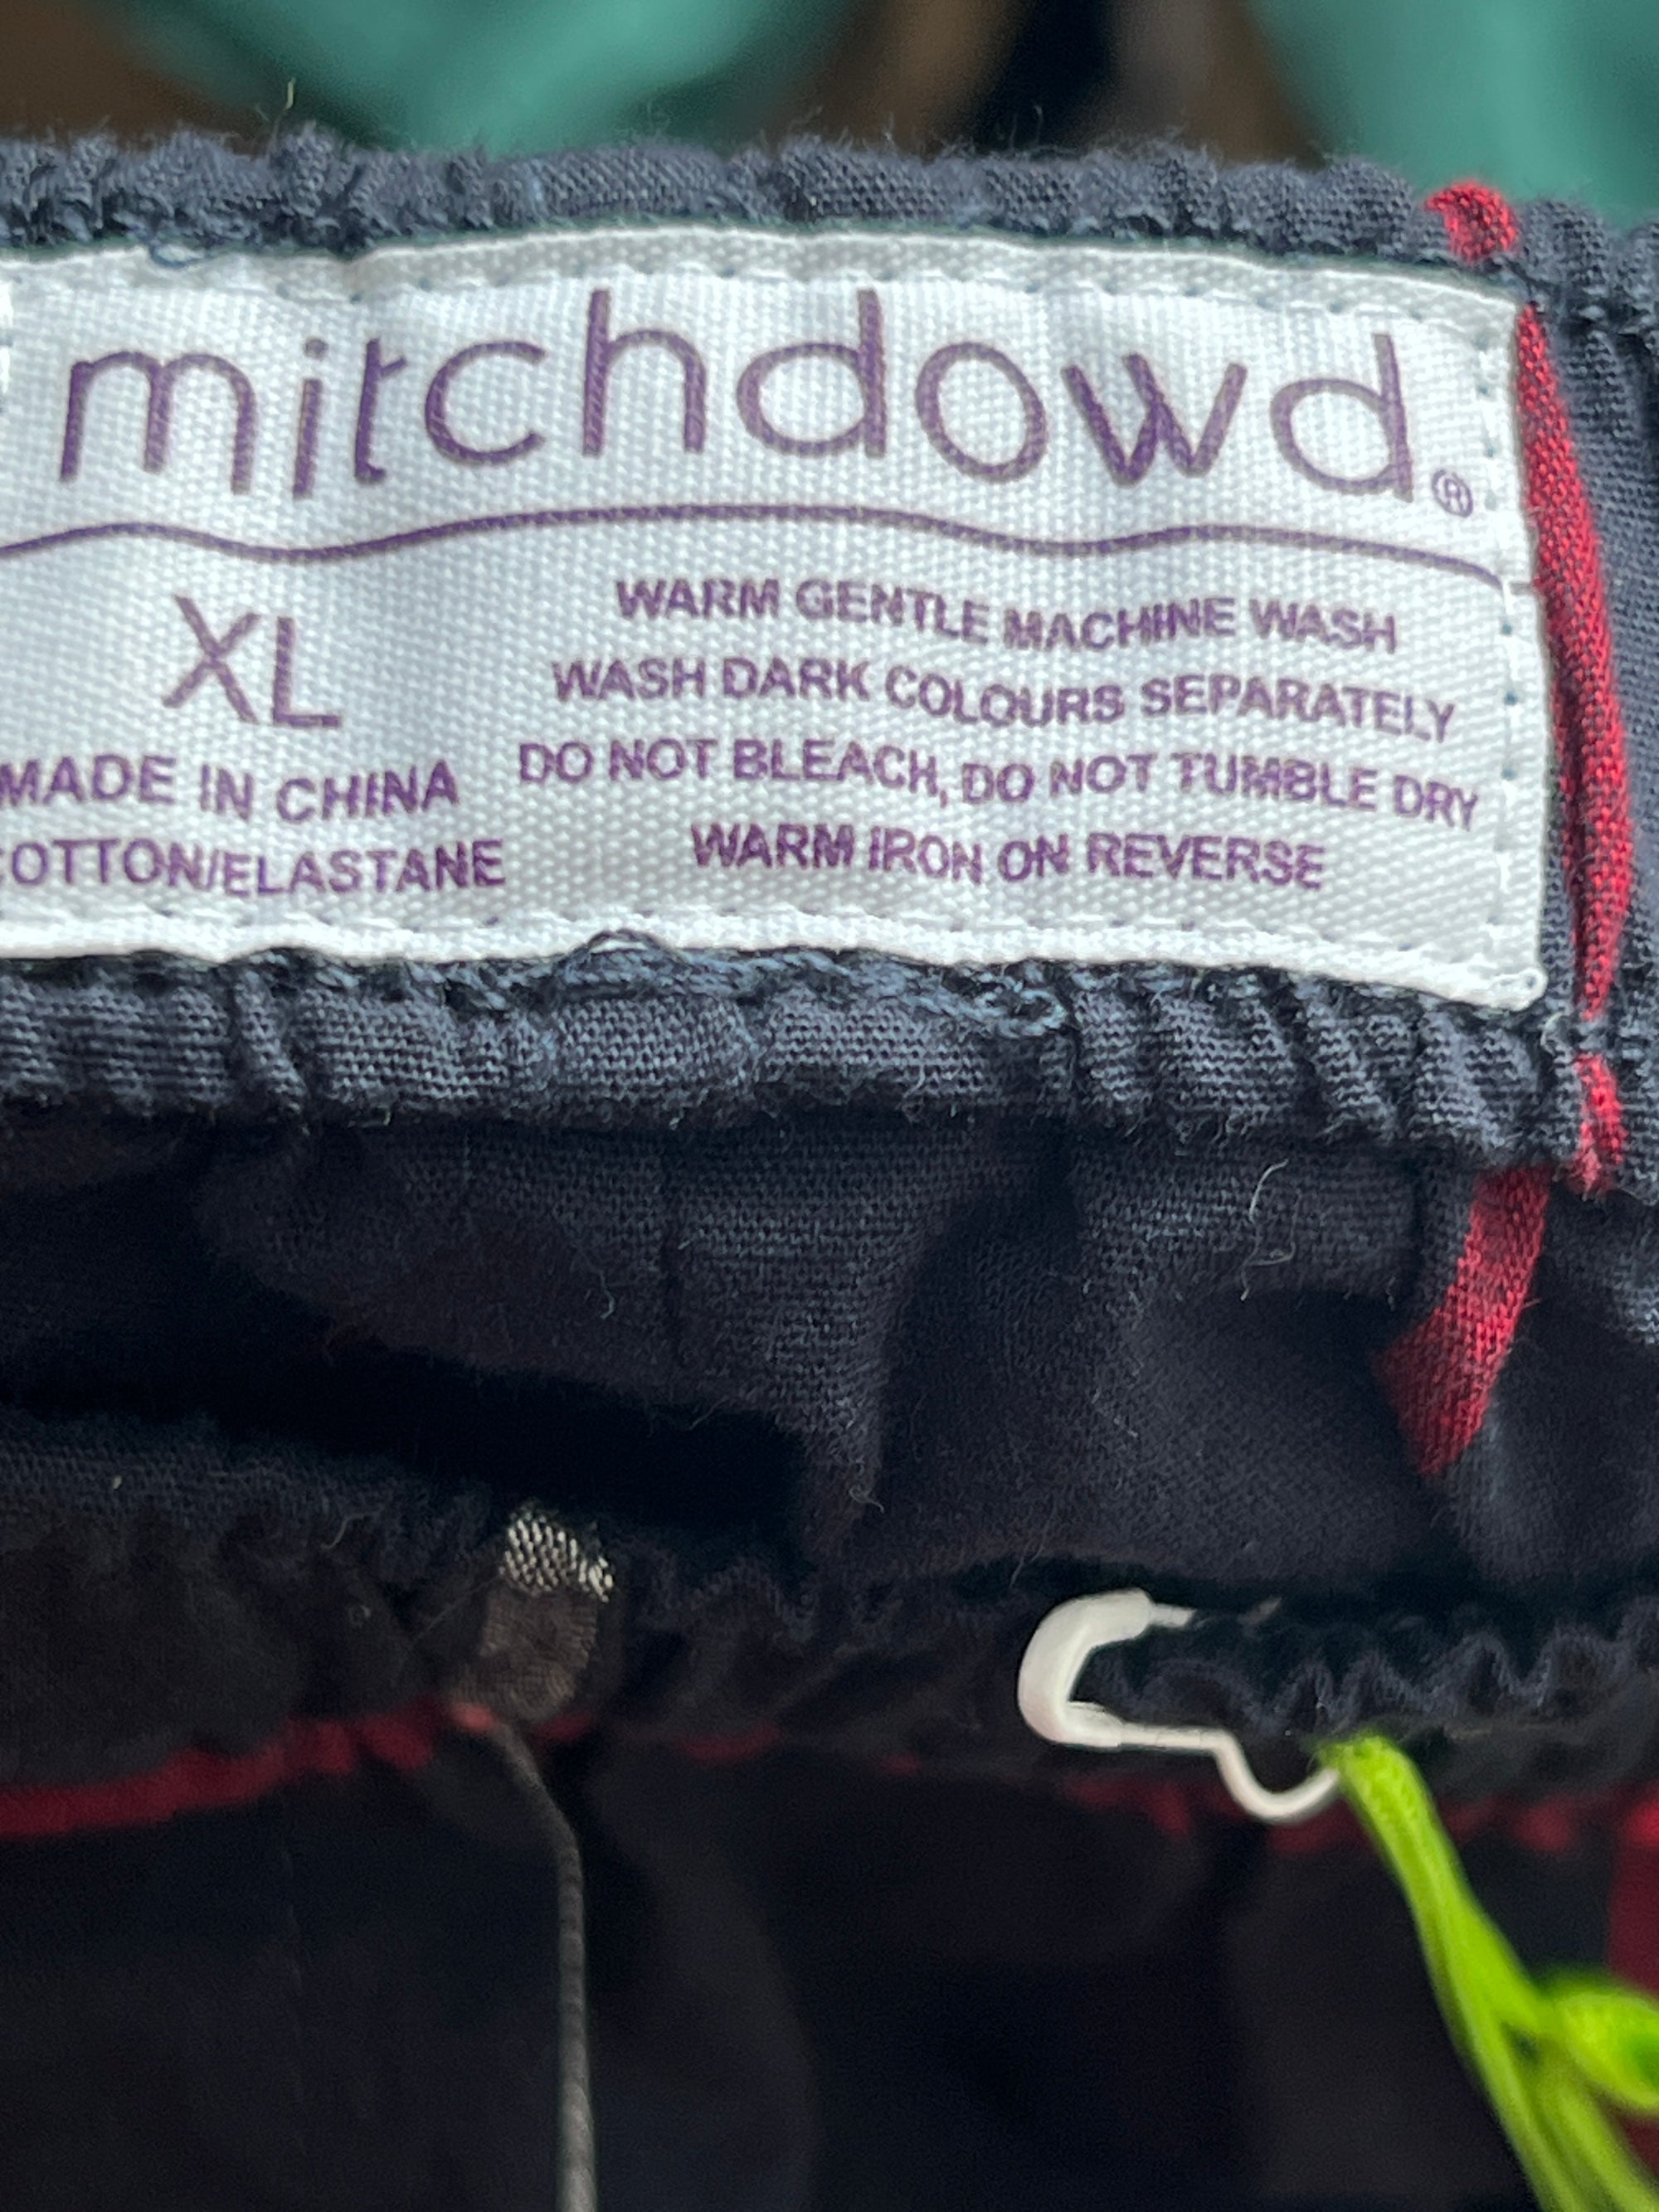 mitchdowd®
XL
MADE IN CHINA
COTTON/ELASTANE
WARM GENTLE MACHINE WASH
WASH DARK COLOURS SEPARATELY
DO NOT BLEACH, DO NOT TUMBLE DRY
WARM IRON ON REVERSE